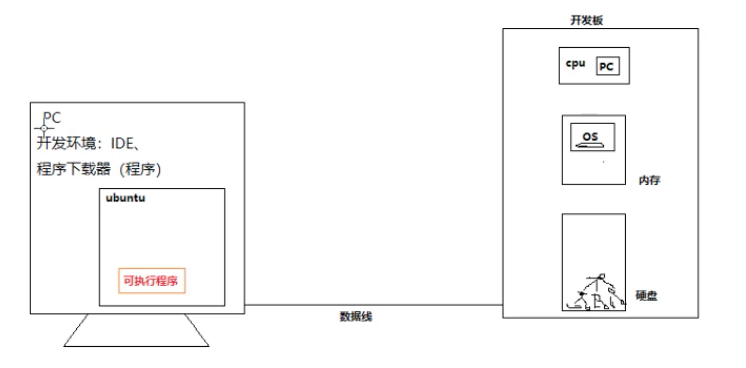 开发板
cpu
PC
PC
开发环境：IDE、
程序下载器（程序）
OS
内存
ubuntu
可执行程序
硬盘
数据线